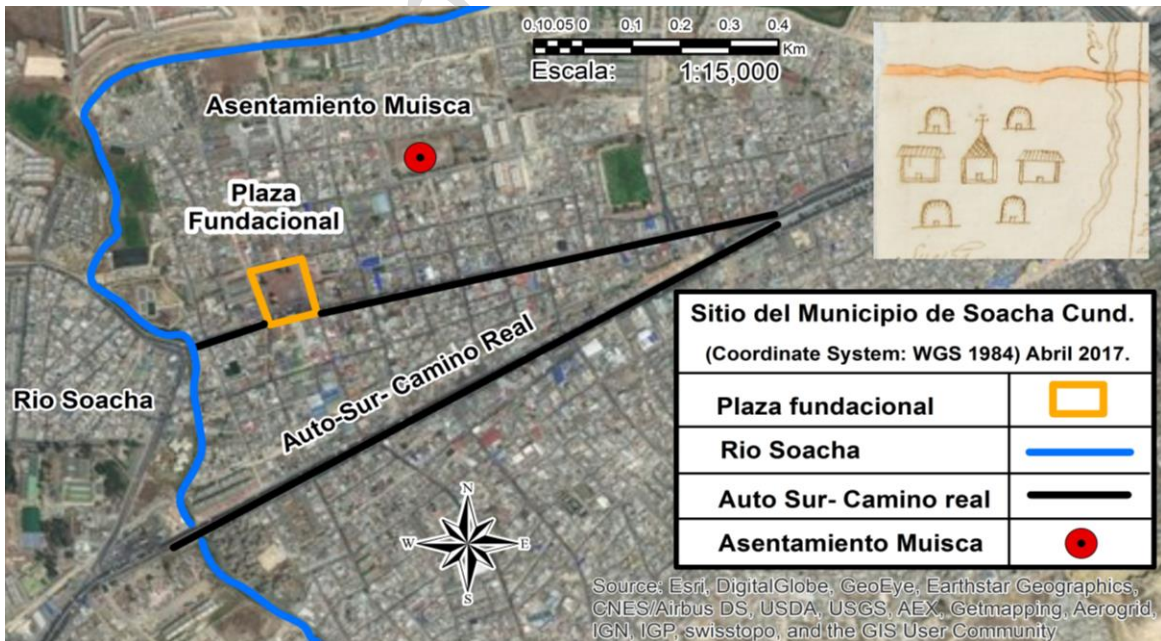 0.10.05 0 0.1 0.2 0.3 0.4
Km
Escala: 1:15,000
Asentamiento Muisca
Plaza
Fundacional
Auto-Sur- Camino Real
Rio Soacha
N
W E
S
Sitio del Municipio de Soacha Cund.
(Coordinate System: WGS 1984) Abril 2017.
Plaza fundacional
Rio Soacha
Auto Sur- Camino real
Asentamiento Muisca
Source: Esri, DigitalGlobe, GeoEye, Earthstar Geographics,
CNES/Airbus DS, USDA, USGS, AEX, Getmapping, Aerogrid,
IGN, IGP, swisstopo, and the GIS User Community